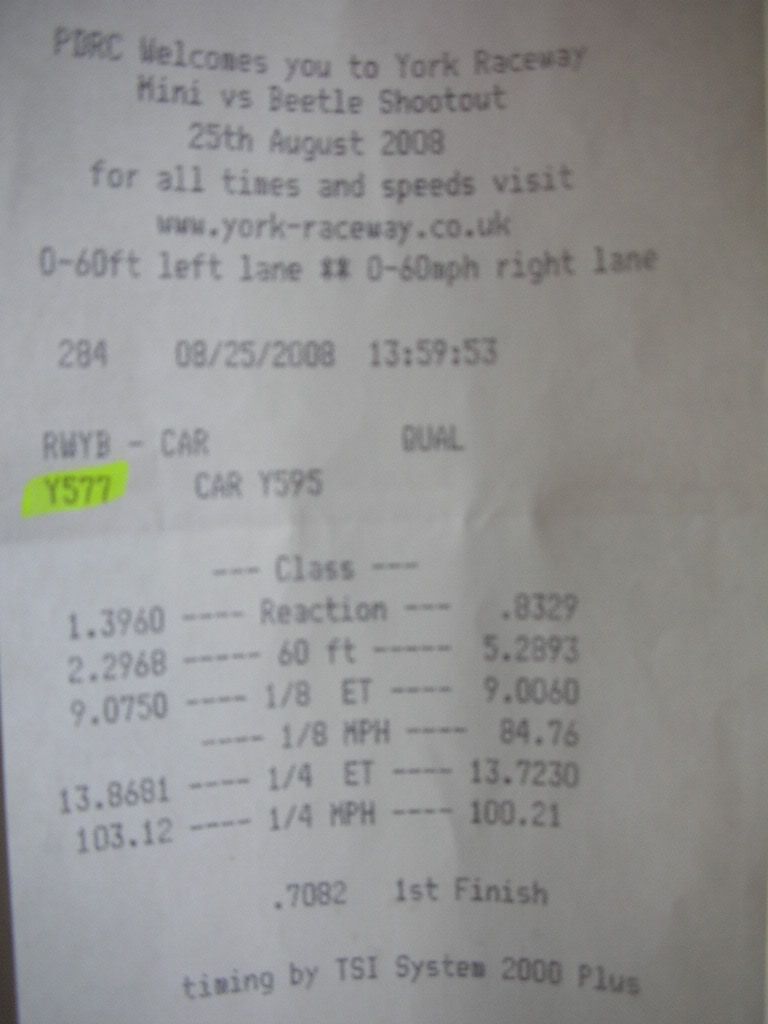 PDRC Welcomes you to York Raceway
Mini vs Beetle Shootout
25th August 2008
for all times and speeds visit
www.york-raceway.co.uk
0-60ft left lane ** 0-60mph right lane
284 08/25/2008 13:59:53
RWYB - CAR QUAL
Y577 CAR Y595
--- Class ---
1.3960 ---- Reaction --- .8329
2.2968 ----- 60 ft ----- 5.2893
9.0750 ---- 1/8 ET ---- 9.0060
---- 1/8 MPH ---- 84.76
13.8681 ---- 1/4 ET ---- 13.7230
103.12 ---- 1/4 MPH ---- 100.21
.7082 1st Finish
timing by TSI System 2000 Plus